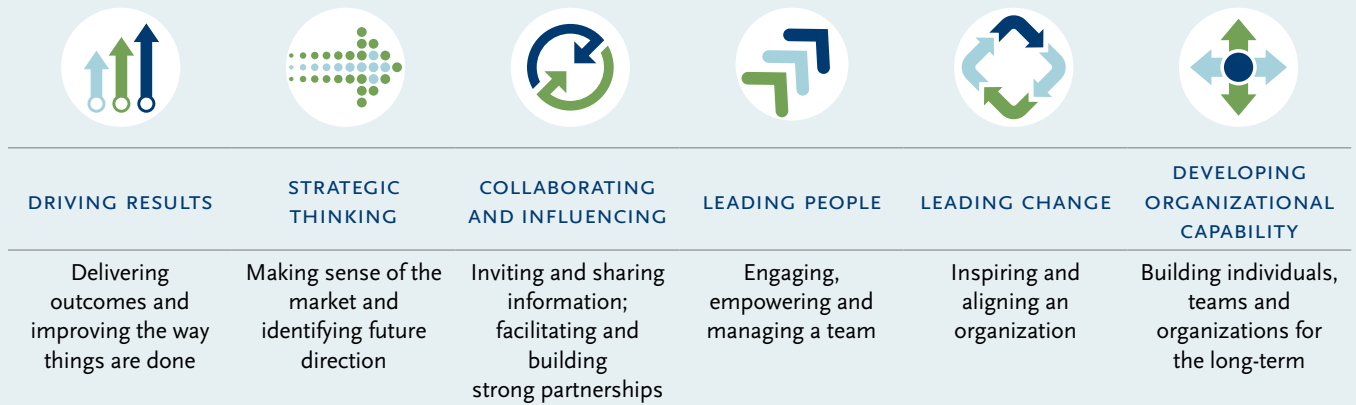 DRIVING RESULTS
STRATEGIC
THINKING
COLLABORATING
AND INFLUENCING
LEADING PEOPLE
LEADING CHANGE
DEVELOPING
ORGANIZATIONAL
CAPABILITY
Delivering
outcomes and
improving the way
things are done
Making sense of the
market and
identifying future
direction
Inviting and sharing
information;
facilitating and
building
strong partnerships
Engaging,
empowering and
managing a team
Inspiring and
aligning an
organization
Building individuals,
teams and
organizations for
the long-term